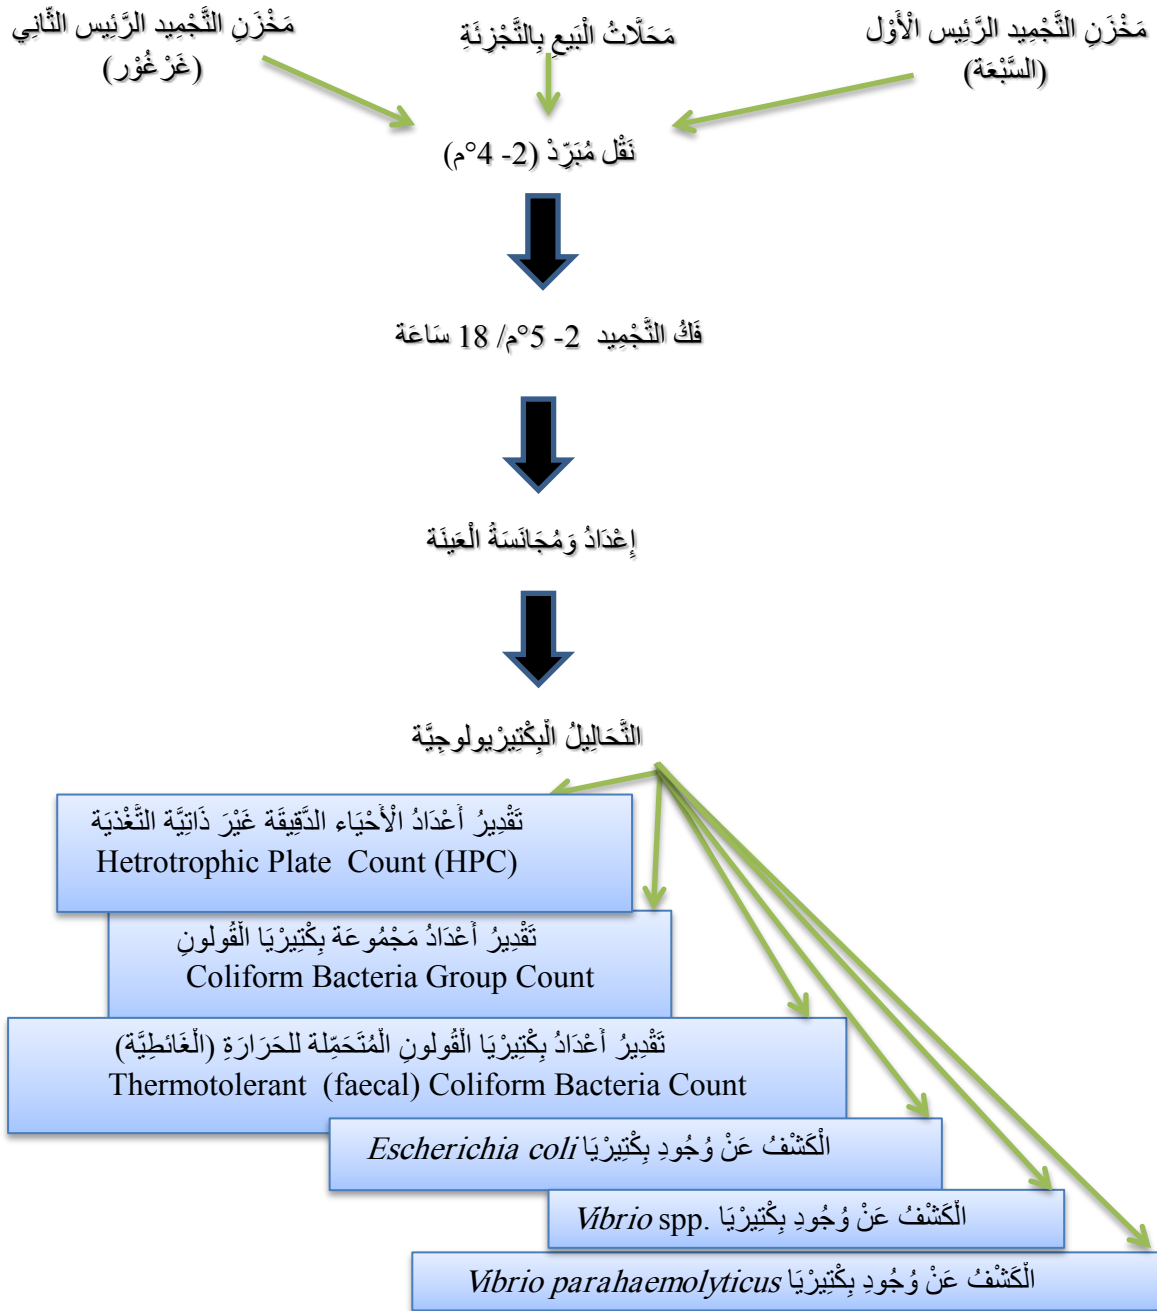 مَخْزَنِ التَّجْمِيد الرَّئِيس الْأَوْل
(السَّبْعَة)
مَحَلَّاتُ الْبَيعِ بِالتَّجْزِئَةِ
مَخْزَنِ التَّجْمِيد الرَّئِيس الثَّانِي
(غَرْغُوْر)
نَقْل مُبَرِّدْ (2- 4°م)
فَكُ التَّجْمِيد 2- 5°م/ 18 سَاعَة
إِعْدَادُ وَمُجَانَسَةُ الْعَينَة
التَّحَالِيلُ الْبِكْتِيرْيولوجِيَّة
تَقْدِيرُ أَعْدَادُ الْأَحْيَاء الدَّقِيقَة غَيْرَ ذَاتِيَّة التَّغْذيَة
Hetrotrophic Plate Count (HPC)
تَقْدِيرُ أَعْدَادُ مَجْمُوعَة بِكْتِيرْيَا الْقُولونِ
Coliform Bacteria Group Count
تَقْدِيرُ أَعْدَادُ بِكْتِيرْيَا الْقُولونِ الْمُتَحَمِّلة للحَرَارَةِ (الْغَائطِيَّة)
Thermotolerant (faecal) Coliform Bacteria Count
الْكَشْفُ عَنْ وُجُودِ بِكْتِيرْيَا Escherichia coli
الْكَشْفُ عَنْ وُجُودِ بِكْتِيرْيَا Vibrio spp.
الْكَشْفُ عَنْ وُجُودِ بِكْتِيرْيَا Vibrio parahaemolyticus